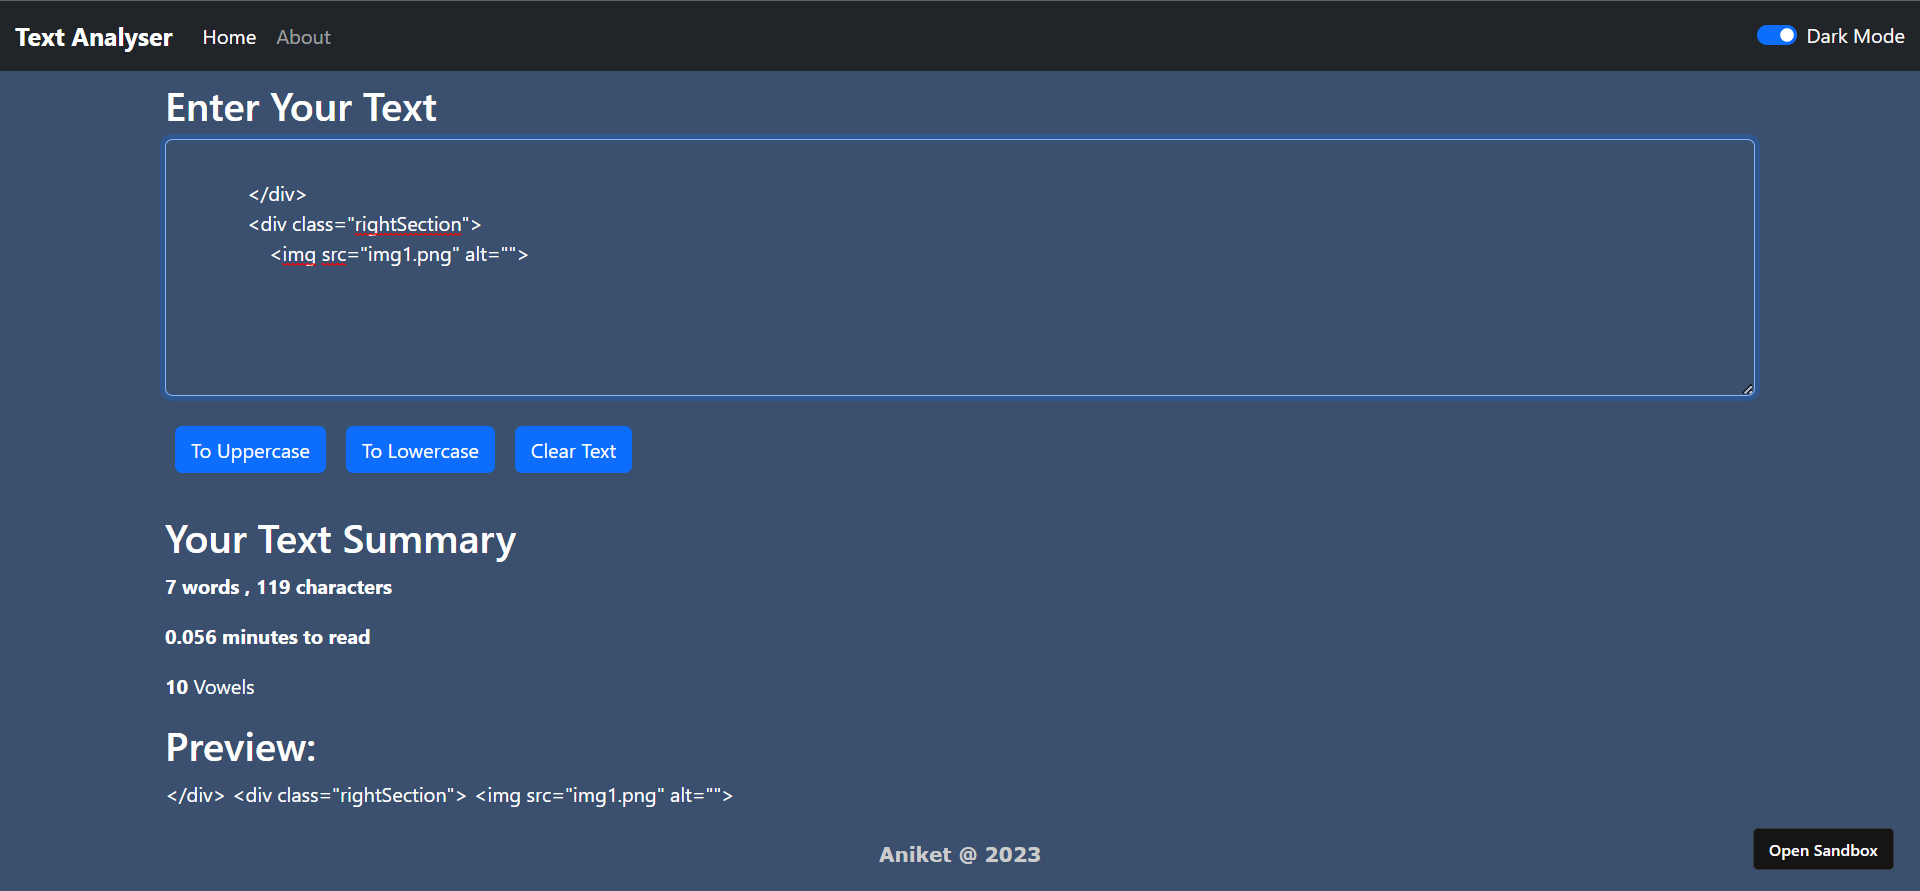 Text Analyser Home About Dark Mode
Enter Your Text
</div>
<div class="rightSection">
<img src="img1.png" alt="">
To Uppercase To Lowercase Clear Text
Your Text Summary
7 words , 119 characters
0.056 minutes to read
10 Vowels
Preview:
</div> <div class="rightSection"> <img src="img1.png" alt="">
Aniket @ 2023
Open Sandbox